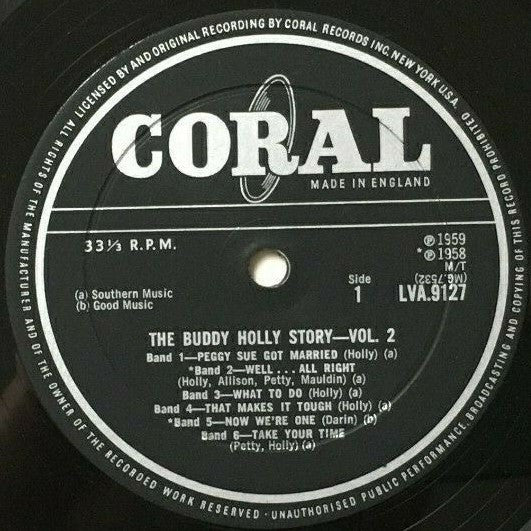 ALL RIGHTS OF THE MANUFACTURER AND OF THE OWNER OF THE RECORDED WORK RESERVED · UNAUTHORISED PUBLIC PERFORMANCE, BROADCASTING AND COPYING OF THIS RECORD PROHIBITED
LICENSED BY AND ORIGINAL RECORDING BY CORAL RECORDS INC, NEW YORK, U.S.A.
CORAL
MADE IN ENGLAND
33⅓ R.P.M.
℗ 1959
*℗ 1958
M/T
(MG.7532)
(a) Southern Music
(b) Good Music
Side
1
LVA.9127
THE BUDDY HOLLY STORY—VOL. 2
Band 1—PEGGY SUE GOT MARRIED (Holly) (a)
*Band 2—WELL . . . ALL RIGHT
(Holly, Allison, Petty, Mauldin) (a)
Band 3—WHAT TO DO (Holly) (a)
Band 4—THAT MAKES IT TOUGH (Holly) (a)
*Band 5—NOW WE'RE ONE (Darin) (b)
Band 6—TAKE YOUR TIME
(Petty, Holly) (a)